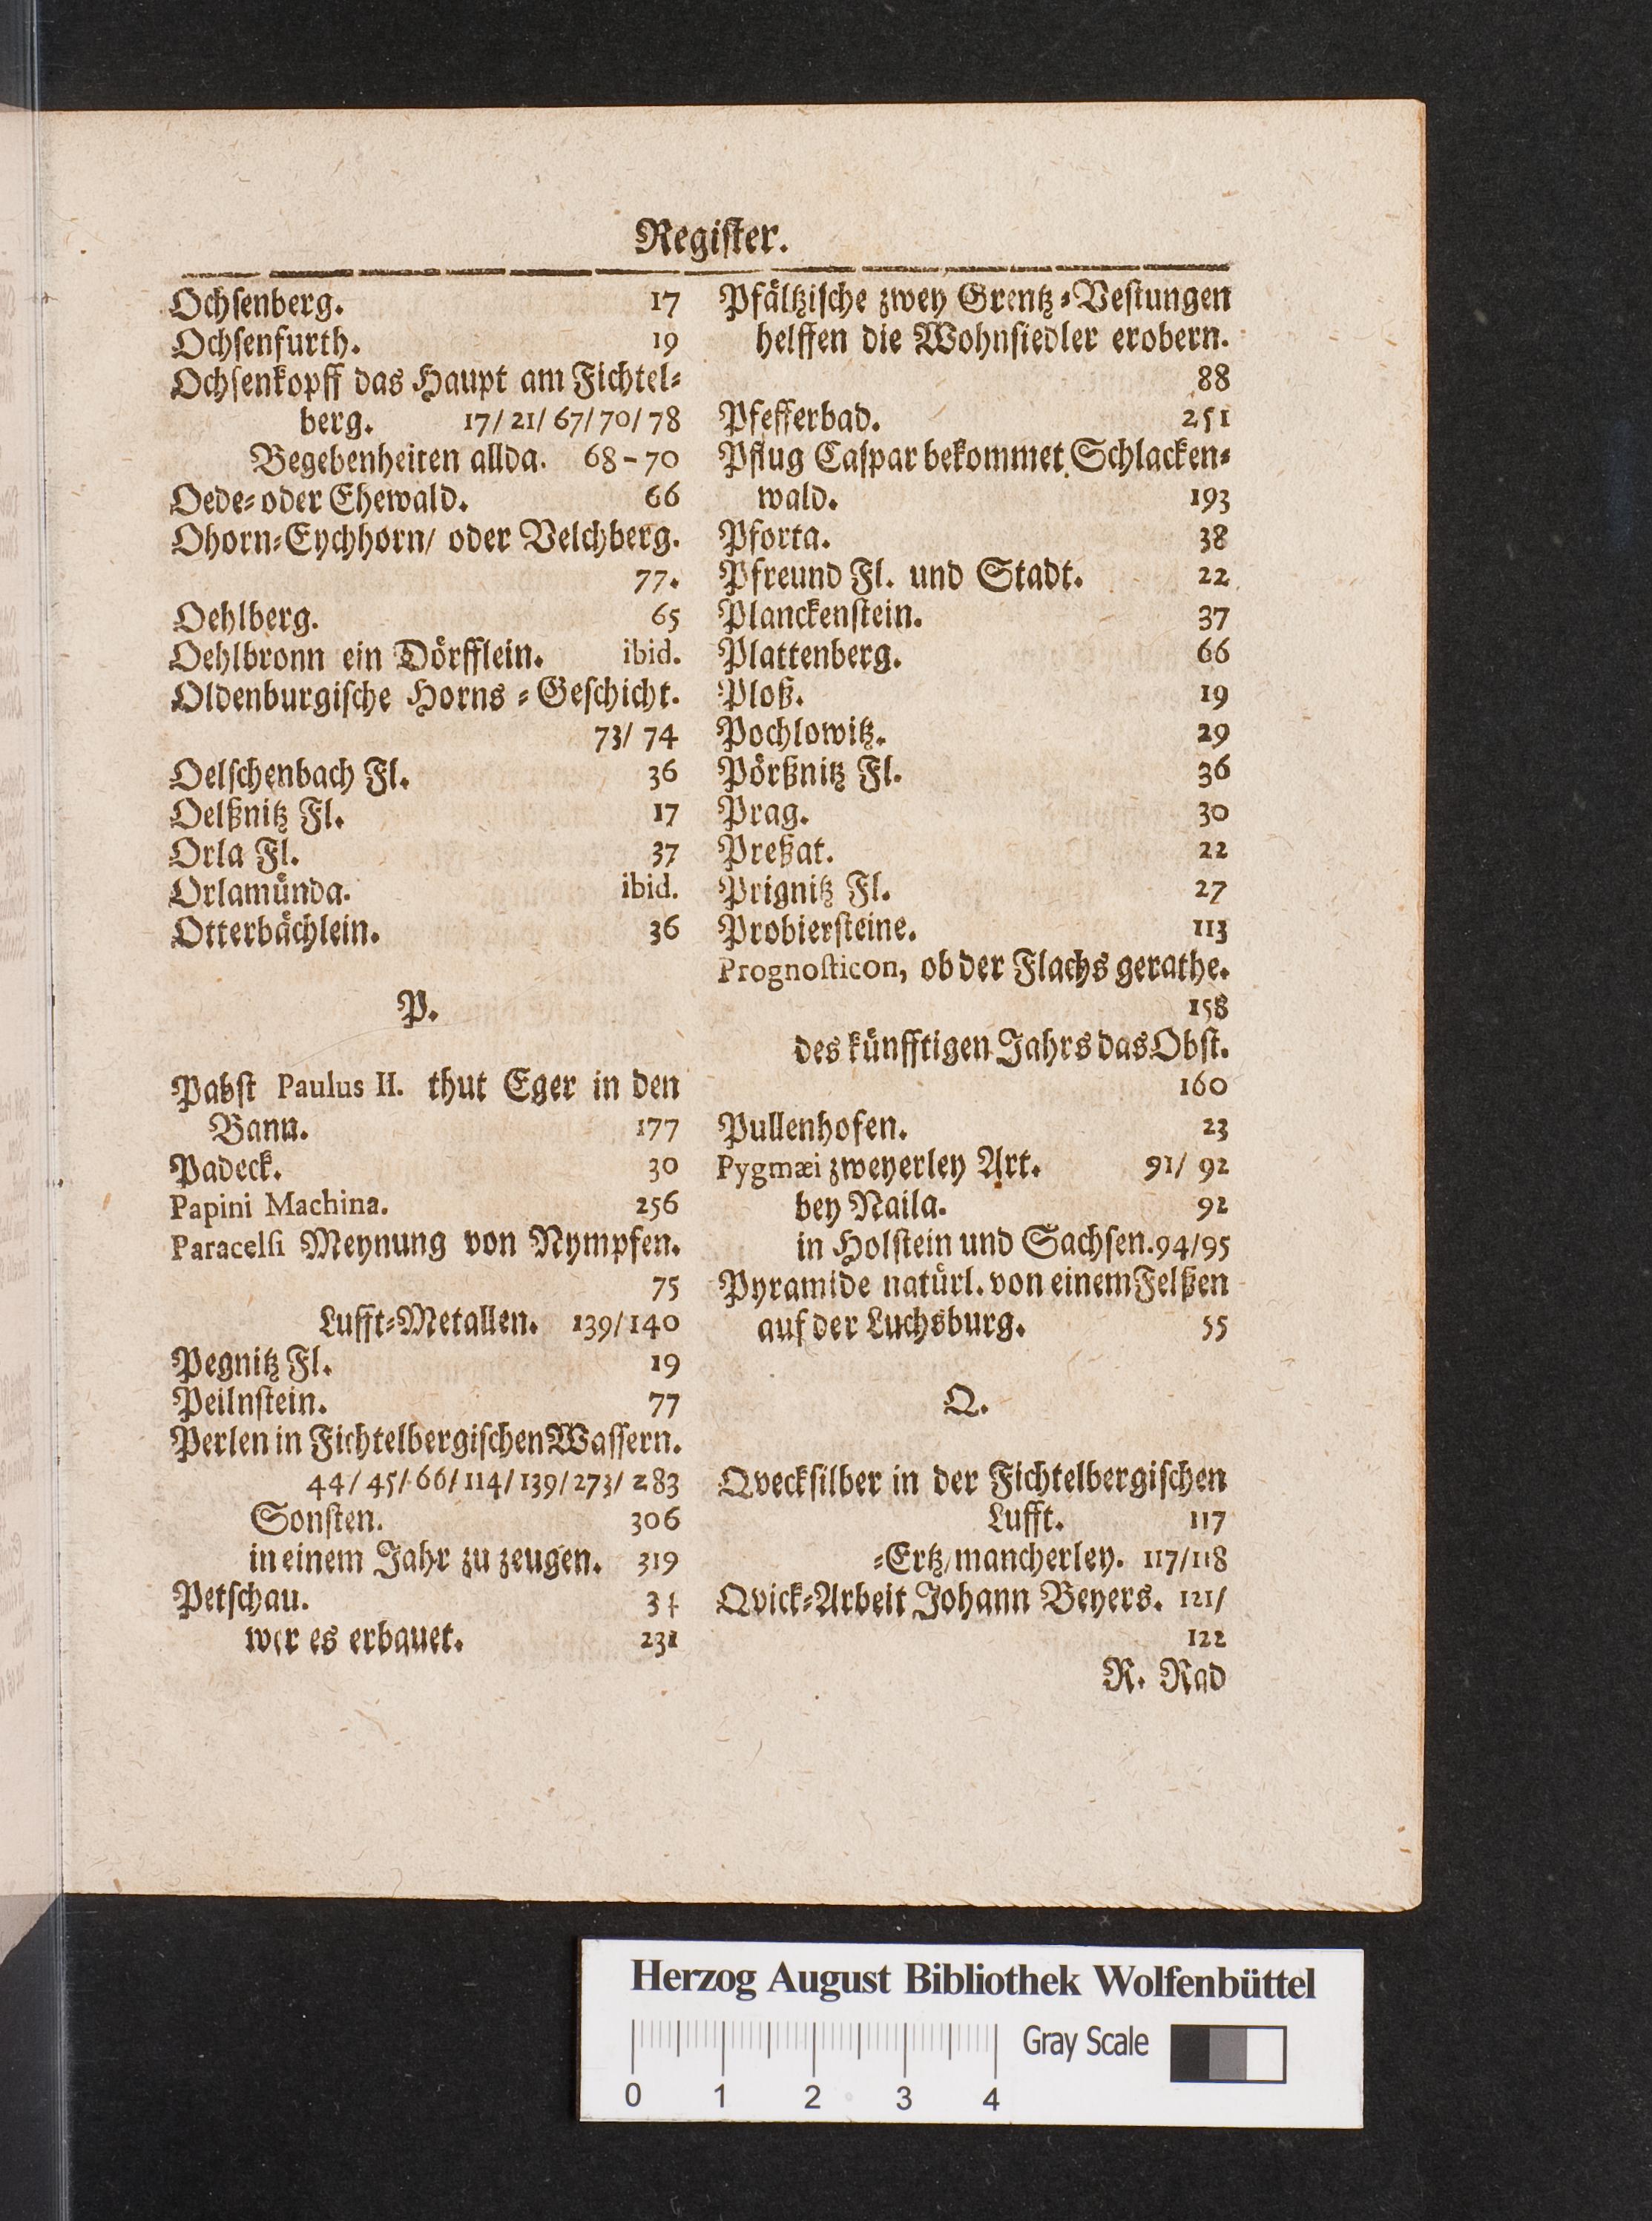 Regiſter.
Ochſenberg. 17
Ochſenfurth. 19
Ochſenkopff das Haupt am Fichtel⸗
berg. 17/ 21/ 67/ 70/ 78
Begebenheiten allda. 68 - 70
Oede⸗ oder Ehewald. 66
Ohorn⸗Eychhorn/ oder Velchberg.
77.
Oehlberg. 65
Oehlbronn ein Dörfflein. ibid.
Oldenburgiſche Horns ⸗ Geſchicht.
73/ 74
Oelſchenbach Fl. 36
Oelßnitz Fl. 17
Orla Fl. 37
Orlamünda. ibid.
Otterbächlein. 36
P.
Pabſt Paulus II. thut Eger in den
Bann. 177
Padeck. 30
Papini Machina. 256
Paracelſi Meynung von Nympfen.
75
Lufft⸗Metallen. 139/140
Pegnitz Fl. 19
Peilnſtein. 77
Perlen in Fichtelbergiſchen Waſſern.
44/ 45/ 66/ 114/ 139/ 273/ 283
Sonſten. 306
in einem Jahr zu zeugen. 319
Petſchau. 34
wer es erbauet. 231
Pfältziſche zwey Grentz⸗Veſtungen
helffen die Wohnſiedler erobern.
88
Pfefferbad. 251
Pflug Caſpar bekommet Schlacken⸗
wald. 193
Pforta. 38
Pfreund Fl. und Stadt. 22
Planckenſtein. 37
Plattenberg. 66
Ploß. 19
Pochlowitz. 29
Pörßnitz Fl. 36
Prag. 30
Preßat. 22
Prignitz Fl. 27
Probierſteine. 113
Prognoſticon, ob der Flachs gerathe.
158
des künfftigen Jahrs das Obſt.
160
Pullenhofen. 23
Pygmæi zweyerley Art. 91/ 92
bey Naila. 92
in Holſtein und Sachſen. 94/95
Pyramide natürl. von einem Felßen
auf der Luchsburg. 55
Q.
Qveckſilber in der Fichtelbergiſchen
Lufft. 117
⸗Ertz/ mancherley. 117/118
Qvick⸗Arbeit Johann Beyers. 121/
122
R. Rad
Herzog August Bibliothek Wolfenbüttel
Gray Scale
0 1 2 3 4